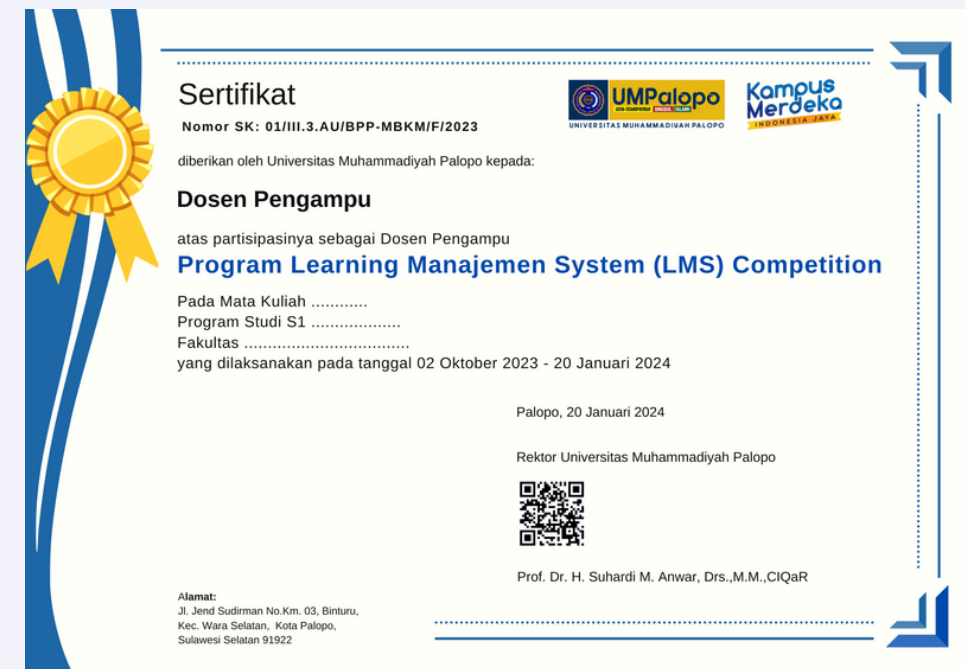 Sertifikat
Nomor SK: 01/III.3.AU/BPP-MBKM/F/2023
UMPalopo
UNIVERSITAS MUHAMMADIYAH PALOPO
Kampus
Merdeka
INDONESIA JAYA
diberikan oleh Universitas Muhammadiyah Palopo kepada:
Dosen Pengampu
atas partisipasinya sebagai Dosen Pengampu
Program Learning Manajemen System (LMS) Competition
Pada Mata Kuliah ............
Program Studi S1 ...................
Fakultas ...................................
yang dilaksanakan pada tanggal 02 Oktober 2023 - 20 Januari 2024
Palopo, 20 Januari 2024
Rektor Universitas Muhammadiyah Palopo
Prof. Dr. H. Suhardi M. Anwar, Drs.,M.M.,CIQaR
Alamat:
Jl. Jend Sudirman No.Km. 03, Binturu,
Kec. Wara Selatan, Kota Palopo,
Sulawesi Selatan 91922